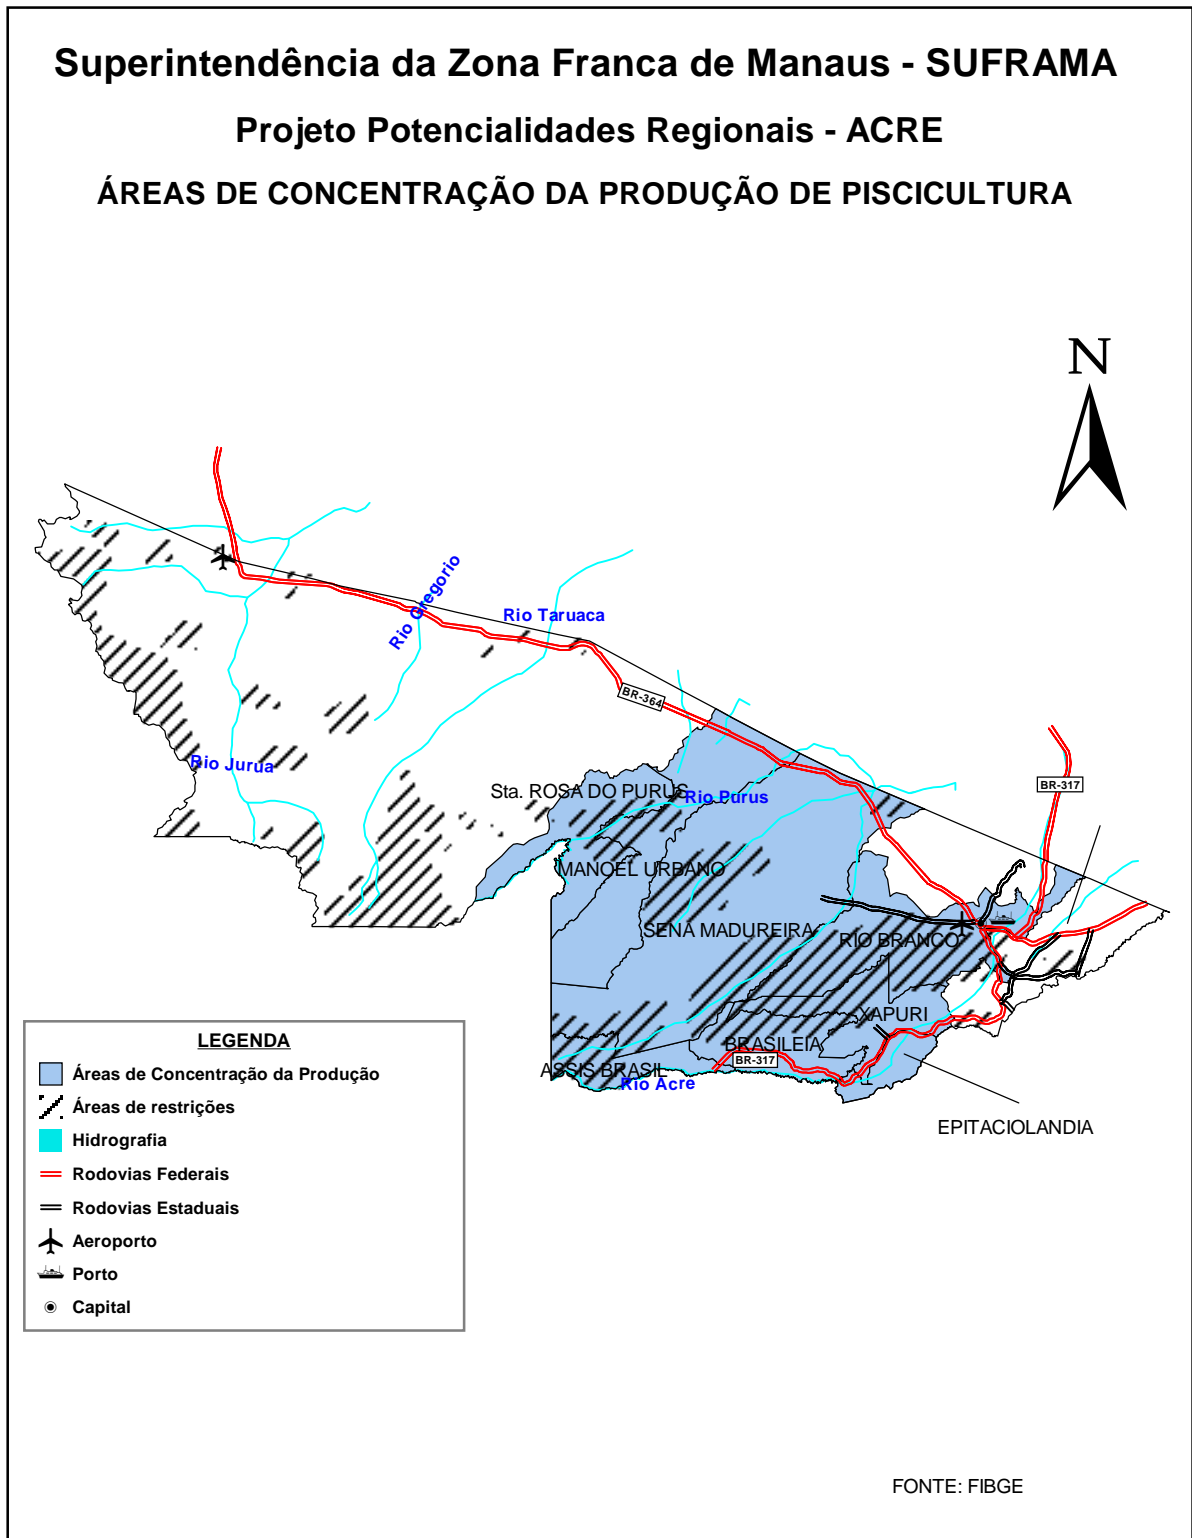 Superintendência da Zona Franca de Manaus - SUFRAMA
Projeto Potencialidades Regionais - ACRE
ÁREAS DE CONCENTRAÇÃO DA PRODUÇÃO DE PISCICULTURA
N
Rio Gregorio
Rio Taruaca
BR-364
Rio Jurua
Sta. ROSA DO PURUS
Rio Purus
BR-317
MANOEL URBANO
SENA MADUREIRA
RIO BRANCO
XAPURI
BRASILEIA
BR-317
ASSIS BRASIL
Rio Acre
EPITACIOLANDIA
LEGENDA
Áreas de Concentração da Produção
Áreas de restrições
Hidrografia
Rodovias Federais
Rodovias Estaduais
Aeroporto
Porto
Capital
FONTE: FIBGE